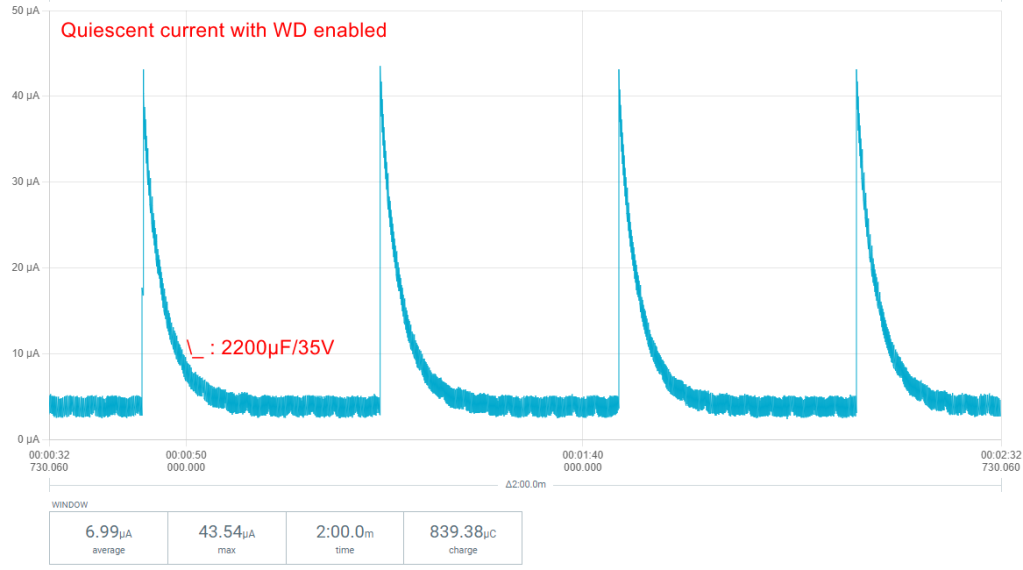 50 µA
Quiescent current with WD enabled
40 µA
30 µA
20 µA
\_ : 2200µF/35V
10 µA
0 µA
00:00:32 00:00:50 00:01:40 00:02:32
730.060 000.000 000.000 730.060
Δ2:00.0m
WINDOW
6.99µA 43.54µA 2:00.0m 839.38µC
average max time charge